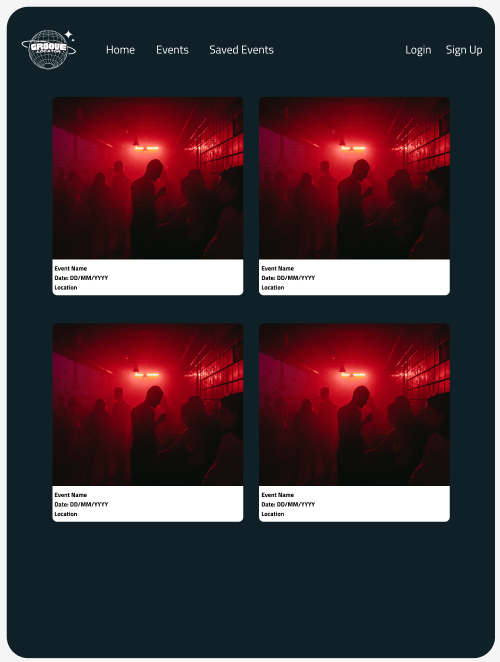 GROOVE
LOCATOR
Home Events Saved Events Login Sign Up
Event Name
Date: DD/MM/YYYY
Location
Event Name
Date: DD/MM/YYYY
Location
Event Name
Date: DD/MM/YYYY
Location
Event Name
Date: DD/MM/YYYY
Location